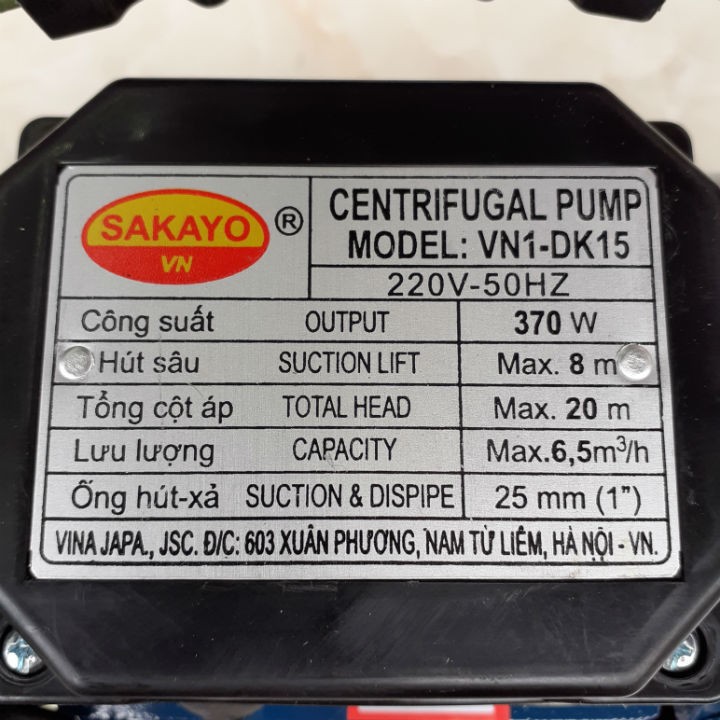 SAKAYO ®
VN
CENTRIFUGAL PUMP
MODEL: VN1-DK15
220V-50HZ
Công suất OUTPUT 370 W
Hút sâu SUCTION LIFT Max. 8 m
Tổng cột áp TOTAL HEAD Max. 20 m
Lưu lượng CAPACITY Max.6,5m³/h
Ống hút-xả SUCTION & DISPIPE 25 mm (1”)
VINA JAPA., JSC. Đ/C: 603 XUÂN PHƯƠNG, NAM TỪ LIÊM, HÀ NỘI - VN.